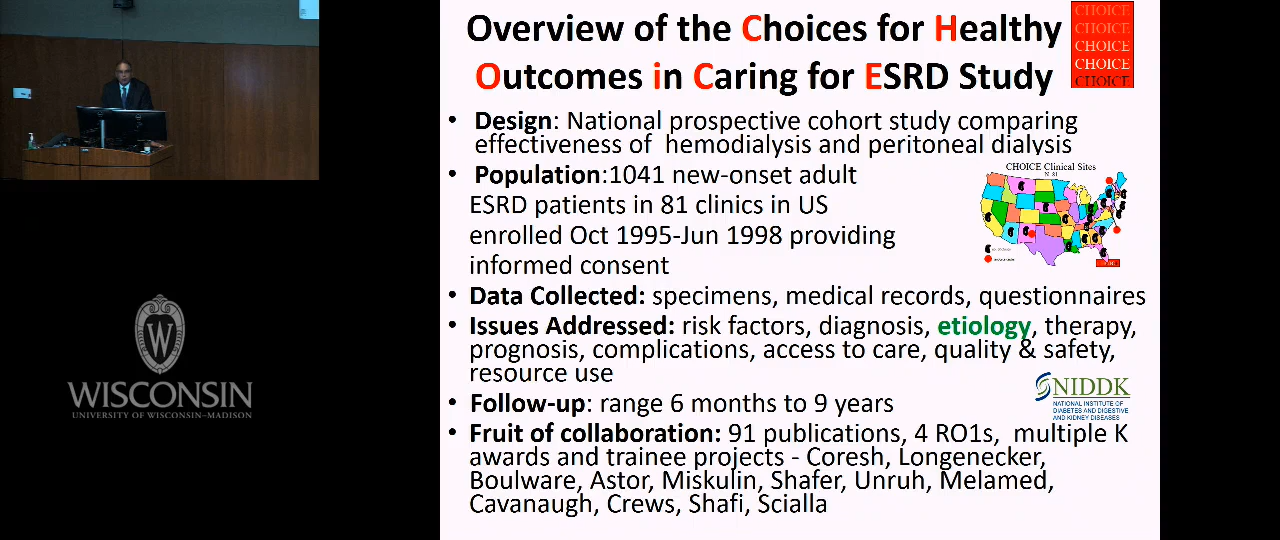 Overview of the Choices for Healthy
Outcomes in Caring for ESRD Study
CHOICE
CHOICE
CHOICE
CHOICE
CHOICE
• Design: National prospective cohort study comparing
effectiveness of hemodialysis and peritoneal dialysis
• Population:1041 new-onset adult
ESRD patients in 81 clinics in US
enrolled Oct 1995-Jun 1998 providing
informed consent
CHOICE Clinical Sites
• Data Collected: specimens, medical records, questionnaires
• Issues Addressed: risk factors, diagnosis, etiology, therapy,
prognosis, complications, access to care, quality & safety,
resource use
• Follow-up: range 6 months to 9 years
NIDDK
NATIONAL INSTITUTE OF
DIABETES AND DIGESTIVE
AND KIDNEY DISEASES
• Fruit of collaboration: 91 publications, 4 RO1s, multiple K
awards and trainee projects - Coresh, Longenecker,
Boulware, Astor, Miskulin, Shafer, Unruh, Melamed,
Cavanaugh, Crews, Shafi, Scialla
W
WISCONSIN
UNIVERSITY OF WISCONSIN–MADISON